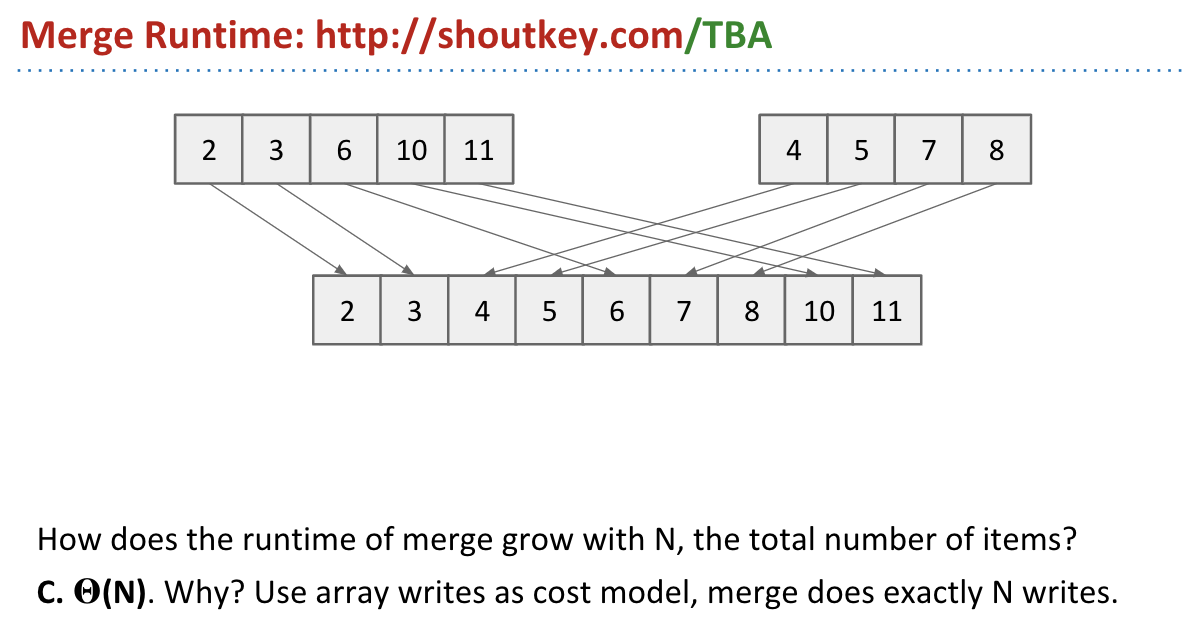 Merge Runtime: http://shoutkey.com/TBA
2 3 6 10 11 4 5 7 8
2 3 4 5 6 7 8 10 11
How does the runtime of merge grow with N, the total number of items?
C. Θ(N). Why? Use array writes as cost model, merge does exactly N writes.